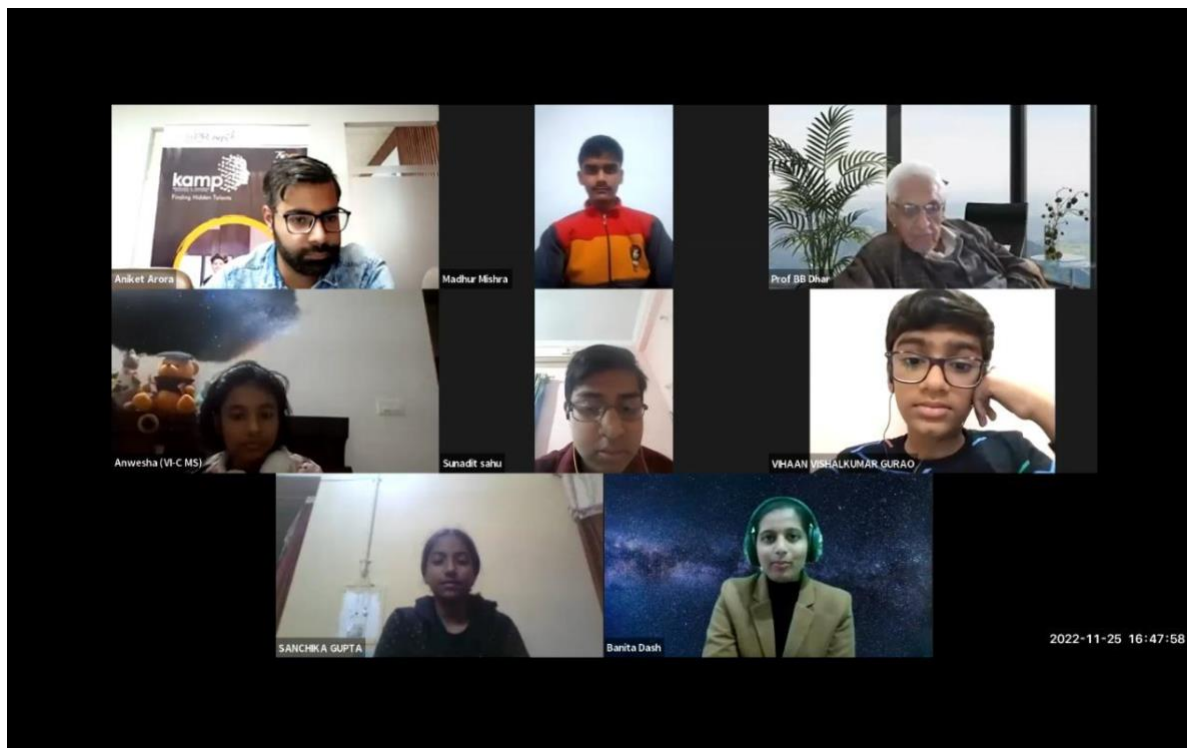 kamp
Finding Hidden Talents
Aniket Arora
Madhur Mishra
Prof BB Dhar
Anwesha (VI-C MS)
Sunadit sahu
VIHAAN VISHALKUMAR GURAO
SANCHIKA GUPTA
Banita Dash
2022-11-25 16:47:58